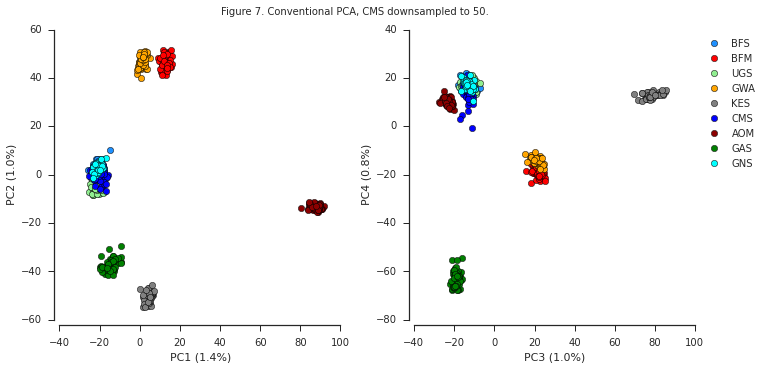 Figure 7. Conventional PCA, CMS downsampled to 50.
60
40
20
0
−20
−40
−60
PC2 (1.0%)
−40
−20
0
20
40
60
80
100
PC1 (1.4%)
40
20
0
−20
−40
−60
−80
PC4 (0.8%)
−40
−20
0
20
40
60
80
100
PC3 (1.0%)
BFS
BFM
UGS
GWA
KES
CMS
AOM
GAS
GNS